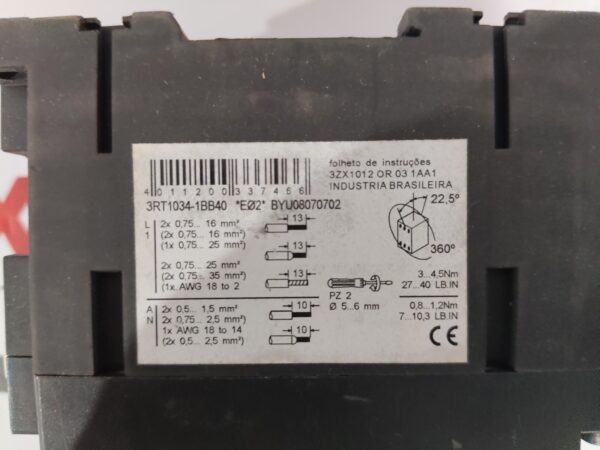 4 011200 337456
3RT1034-1BB40 *EØ2* BYU08070702
folheto de instruções
3ZX1012 OR 03 1AA1
INDUSTRIA BRASILEIRA
22,5°
360°
L 2x 0,75... 16 mm² 13
1 (2x 0,75... 16 mm²)
(1x 0,75... 25 mm²)
2x 0,75... 25 mm²
(2x 0,75... 35 mm²) 13
(1x AWG 18 to 2
PZ 2
Ø 5...6 mm
3...4,5Nm
27...40 LB.IN
A 2x 0,5... 1,5 mm² 10
N 2x 0,75... 2,5 mm²
1x AWG 18 to 14
(2x 0,5... 2,5 mm²) 10
0,8...1,2Nm
7...10,3 LB.IN
CE